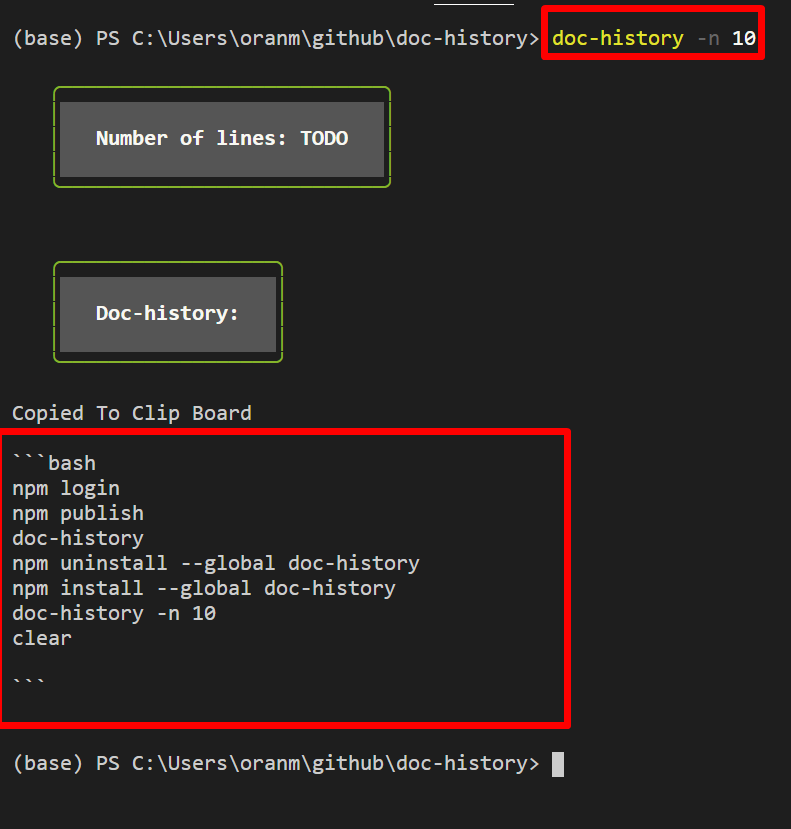 (base) PS C:\Users\oranm\github\doc-history> doc-history -n 10
Number of lines: TODO
Doc-history:
Copied To Clip Board
```bash
npm login
npm publish
doc-history
npm uninstall --global doc-history
npm install --global doc-history
doc-history -n 10
clear
```
(base) PS C:\Users\oranm\github\doc-history>